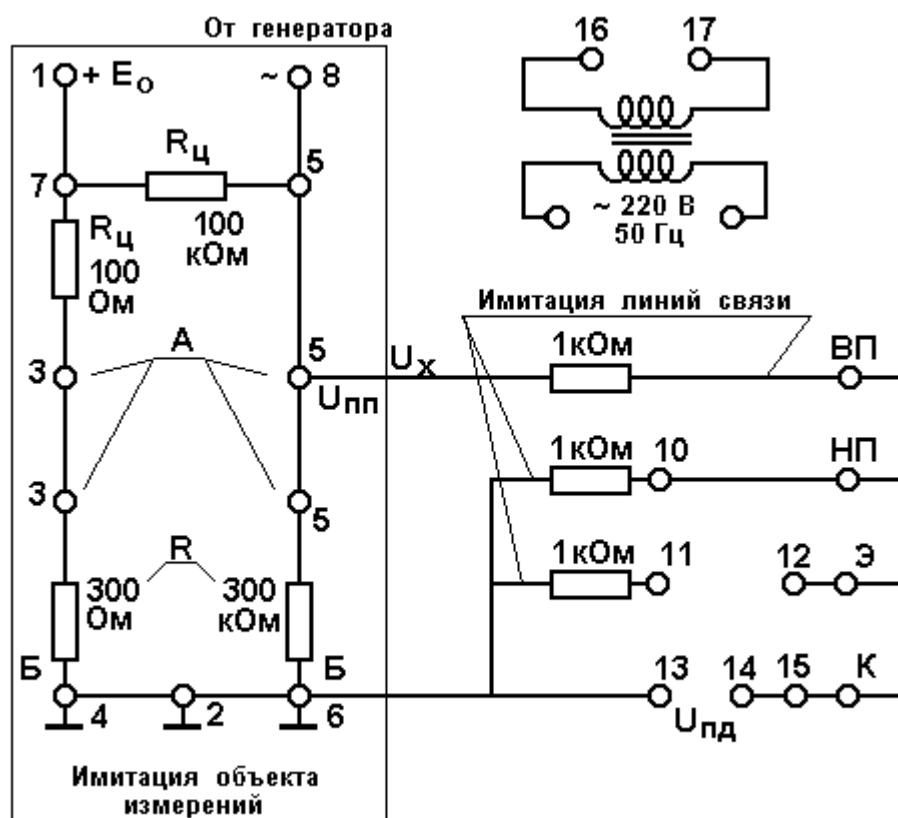 От генератора
16 17
1 + Eо ~ 8
Rц
7 5
100 кОм
Rц
100 Ом
~ 220 В
50 Гц
Имитация линий связи
А
3 5
Uх
Uпп
1кОм
ВП
3 5
1кОм
10
НП
R
300 Ом
300 кОм
1кОм
11 12 Э
Б Б
4 2 6
13 14 15 К
Uпд
Имитация объекта
измерений